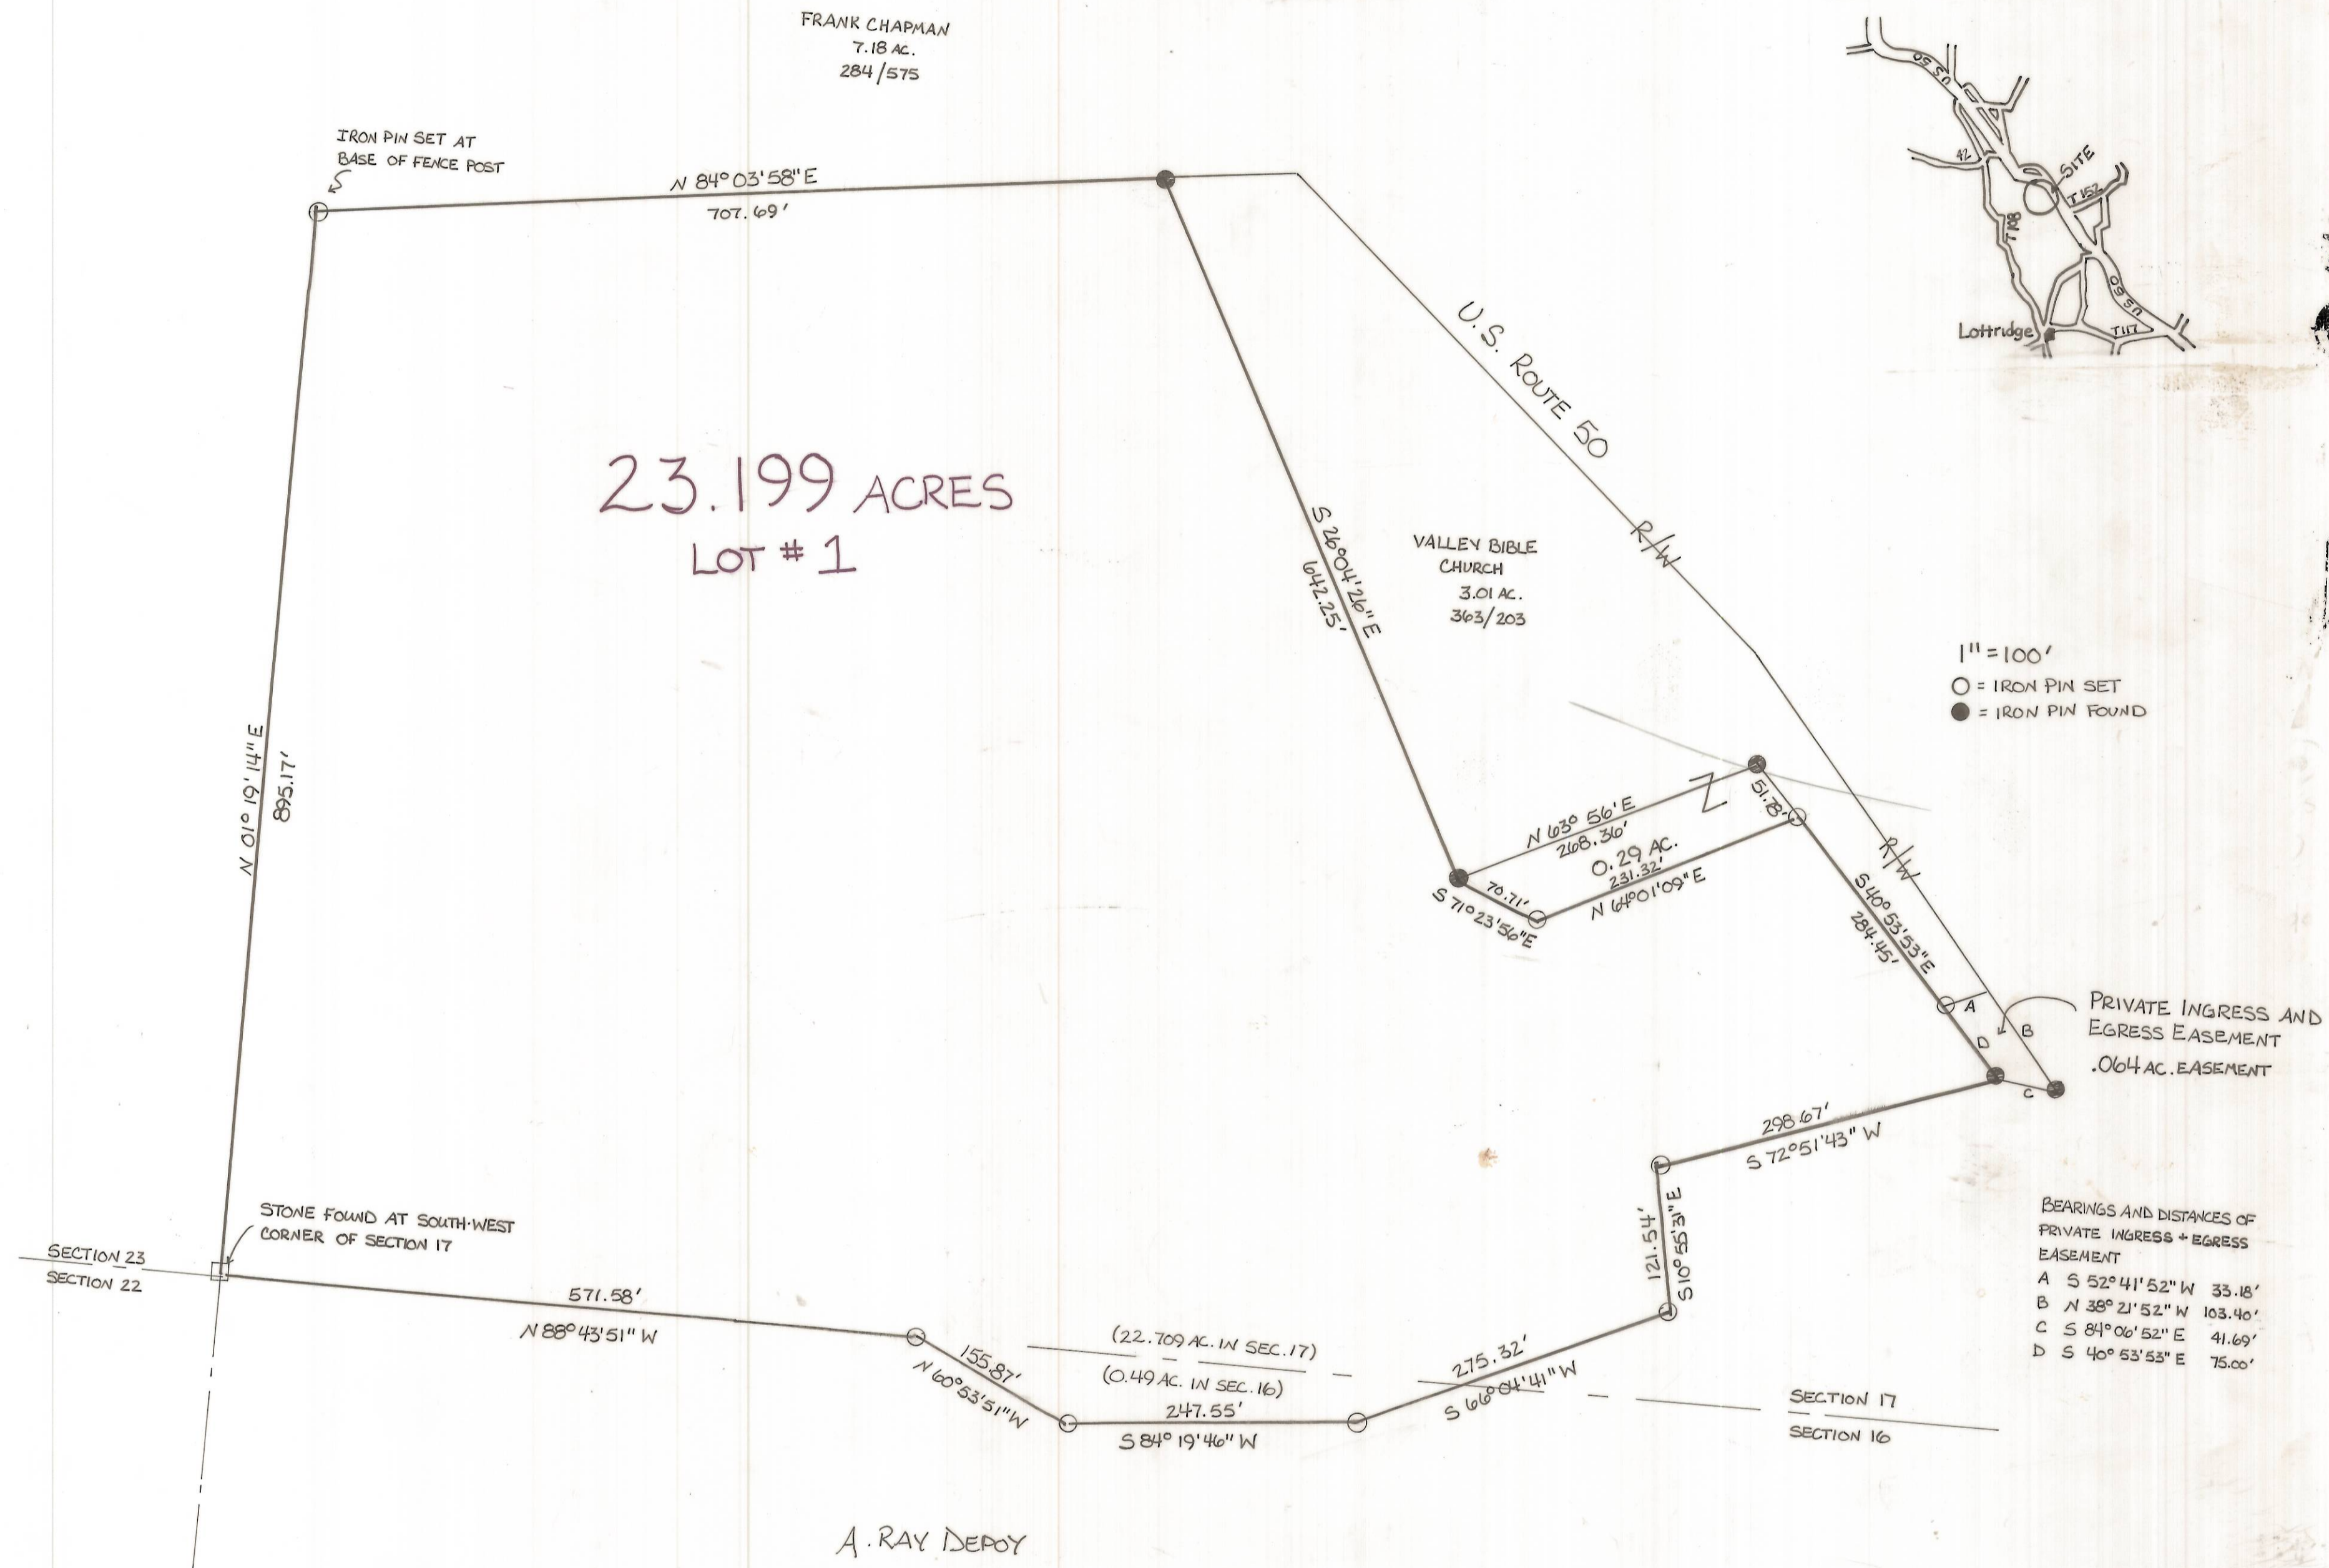 FRANK CHAPMAN
7.18 AC.
284/575
IRON PIN SET AT
BASE OF FENCE POST
N 84° 03' 58" E
707.69'
US 50
42
SITE
T 152
T 108
US 50
Lottridge
T 117
U.S. ROUTE 50
R/W
23.199 ACRES
LOT # 1
S 26° 04' 26" E
642.25'
VALLEY BIBLE
CHURCH
3.01 AC.
363/203
1" = 100'
○ = IRON PIN SET
● = IRON PIN FOUND
N 01° 19' 14" E
895.17'
N 63° 56' E
268.36'
Z
51.78'
0.29 AC.
231.32'
N 64° 01' 09" E
70.71'
S 71° 23' 56" E
R/W
S 40° 53' 53" E
284.45'
A
B
D
C
PRIVATE INGRESS AND
EGRESS EASEMENT
.064 AC. EASEMENT
298.67'
S 72° 51' 43" W
121.54'
S 10° 55' 31" E
STONE FOUND AT SOUTH-WEST
CORNER OF SECTION 17
SECTION 23
SECTION 22
571.58'
N 88° 43' 51" W
155.87'
N 60° 53' 51" W
(22.709 AC. IN SEC. 17)
(0.49 AC. IN SEC. 16)
247.55'
S 84° 19' 46" W
275.32'
S 66° 04' 41" W
SECTION 17
SECTION 16
BEARINGS AND DISTANCES OF
PRIVATE INGRESS + EGRESS
EASEMENT
A S 52° 41' 52" W 33.18'
B N 38° 21' 52" W 103.40'
C S 84° 06' 52" E 41.69'
D S 40° 53' 53" E 75.00'
A. RAY DEPOY